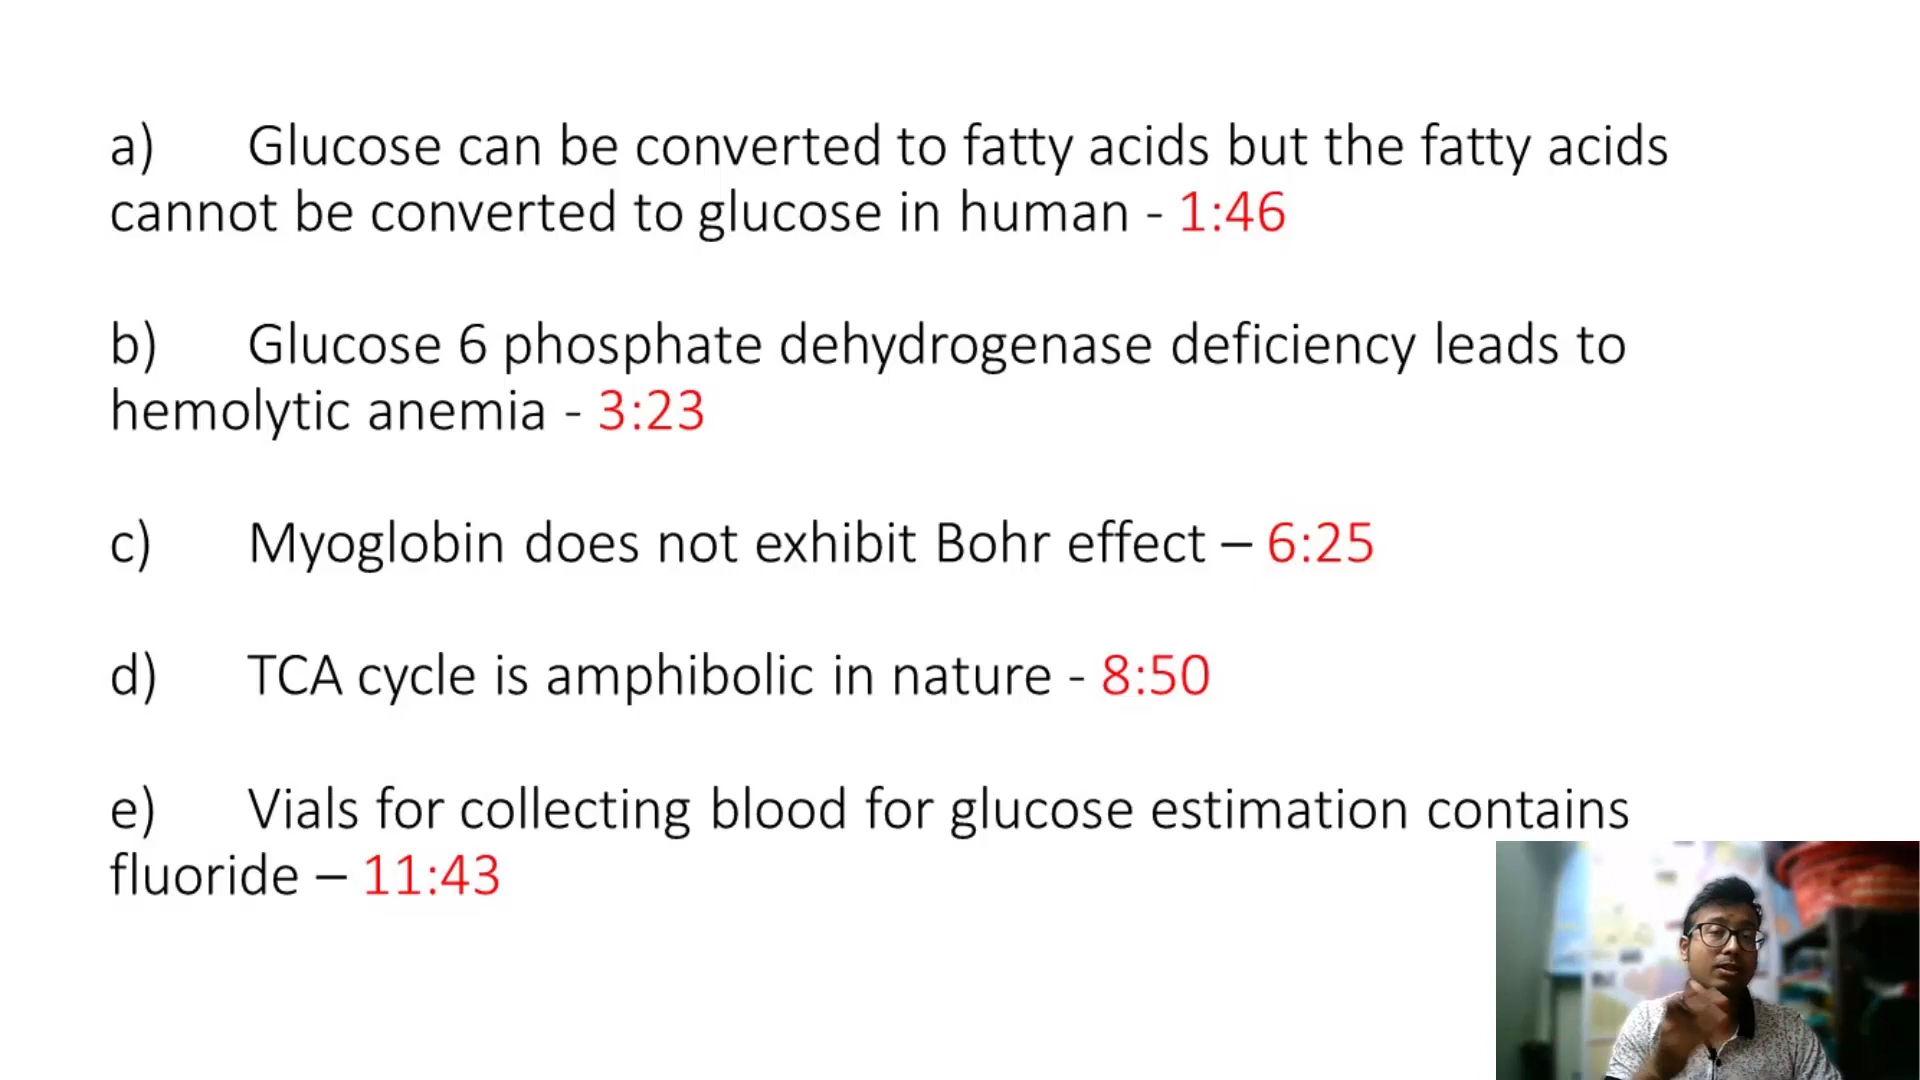 a) Glucose can be converted to fatty acids but the fatty acids
cannot be converted to glucose in human - 1:46
b) Glucose 6 phosphate dehydrogenase deficiency leads to
hemolytic anemia - 3:23
c) Myoglobin does not exhibit Bohr effect – 6:25
d) TCA cycle is amphibolic in nature - 8:50
e) Vials for collecting blood for glucose estimation contains
fluoride – 11:43